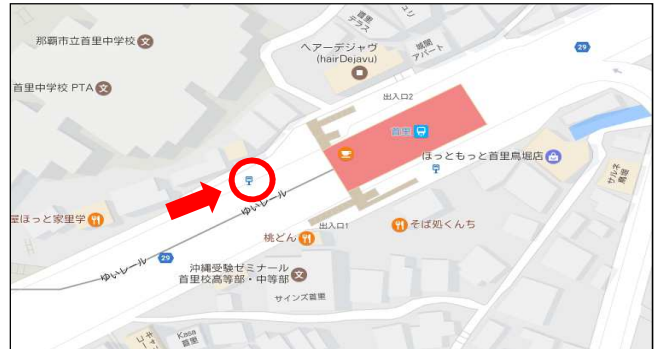 首里
テラス
那覇市立首里中学校
ヘアーデジャヴ
(hairDejavu)
城間
アパート
29
首里中学校 PTA
出入口2
首里
ほっともっと首里鳥堀店
サルネ
鳥堀
ゆいレール
屋ほっと家里学
出入口1
そば処くんち
桃どん
ゆいレール
29
沖縄受験ゼミナール
首里校高等部・中等部
サインズ首里
Kasa
首里